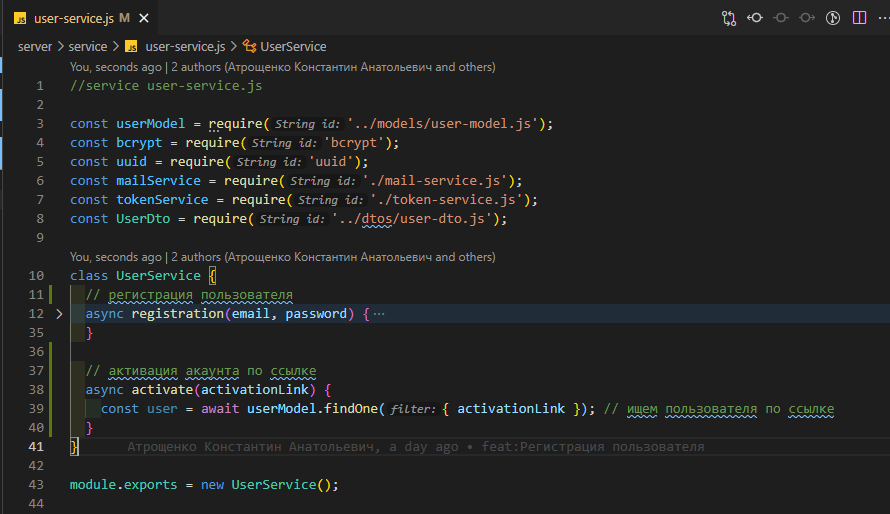 JS user-service.js M
server > service > JS user-service.js > UserService
You, seconds ago | 2 authors (Атрощенко Константин Анатольевич and others)
1 //service user-service.js
2
3 const userModel = require( String id: '../models/user-model.js');
4 const bcrypt = require( String id: 'bcrypt');
5 const uuid = require( String id: 'uuid');
6 const mailService = require( String id: './mail-service.js');
7 const tokenService = require( String id: './token-service.js');
8 const UserDto = require( String id: '../dtos/user-dto.js');
9
You, seconds ago | 2 authors (Атрощенко Константин Анатольевич and others)
10 class UserService {
11 // регистрация пользователя
12 async registration(email, password) { ···
35 }
36
37 // активация акаунта по ссылке
38 async activate(activationLink) {
39 const user = await userModel.findOne( filter: { activationLink }); // ищем пользователя по ссылке
40 }
41 } Атрощенко Константин Анатольевич, a day ago • feat:Регистрация пользователя
42
43 module.exports = new UserService();
44